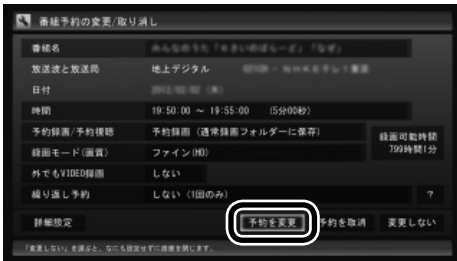 番組予約の変更/取り消し
番組名
放送波と放送局 地上デジタル
日付
時間 19:50:00 ~ 19:55:00 (5分00秒)
予約録画/予約視聴 予約録画(通常録画フォルダーに保存)
録画可能時間
799時間1分
録画モード(画質) ファイン(HD)
外でもVIDEO録画 しない
繰り返し予約 しない(1回のみ) ?
詳細設定 予約を変更 予約を取消 変更しない
「変更しない」を選ぶと、なにも設定せずに画面を閉じます。